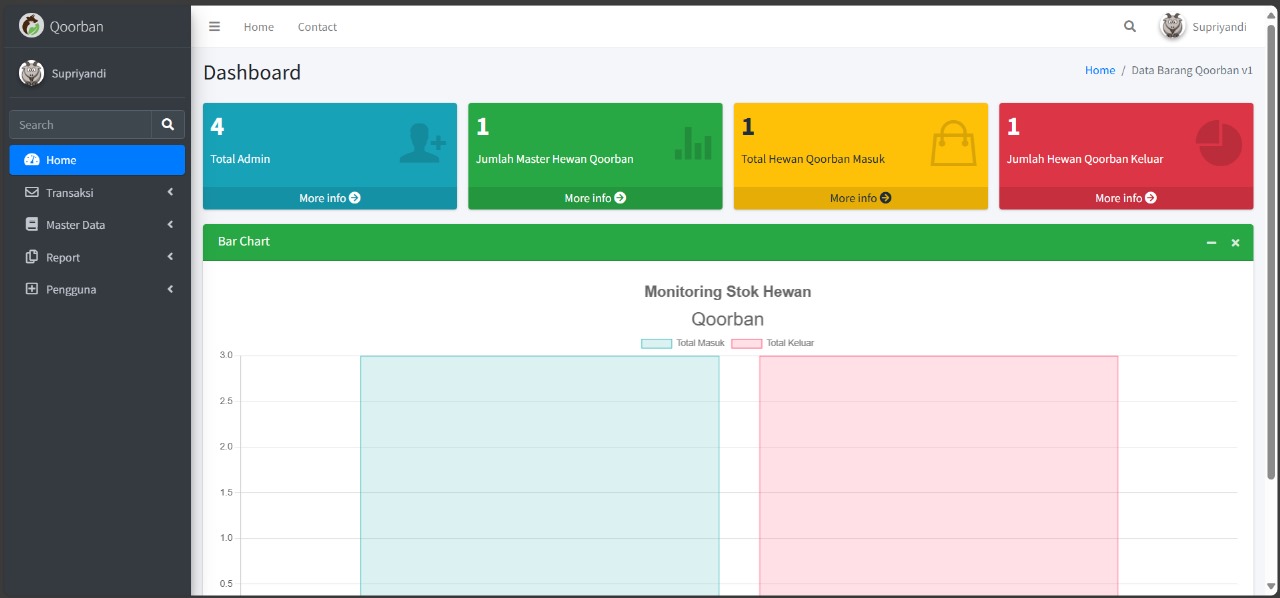 Qoorban
Home
Contact
Supriyandi
Supriyandi
Search
Home
Transaksi
Master Data
Report
Pengguna
Dashboard
Home / Data Barang Qoorban v1
4
Total Admin
More info
1
Jumlah Master Hewan Qoorban
More info
1
Total Hewan Qoorban Masuk
More info
1
Jumlah Hewan Qoorban Keluar
More info
Bar Chart
Monitoring Stok Hewan
Qoorban
Total Masuk Total Keluar
3.0
2.5
2.0
1.5
1.0
0.5